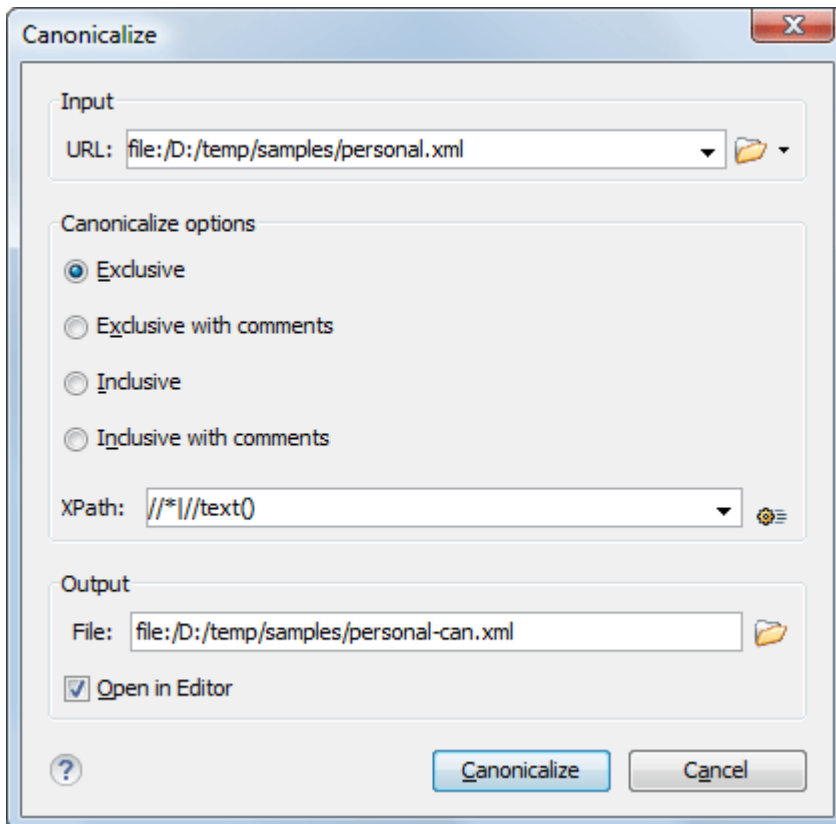 Canonicalize
Input
URL: file:/D:/temp/samples/personal.xml
Canonicalize options
Exclusive
Exclusive with comments
Inclusive
Inclusive with comments
XPath: //*|//text()
Output
File: file:/D:/temp/samples/personal-can.xml
Open in Editor
? Canonicalize Cancel